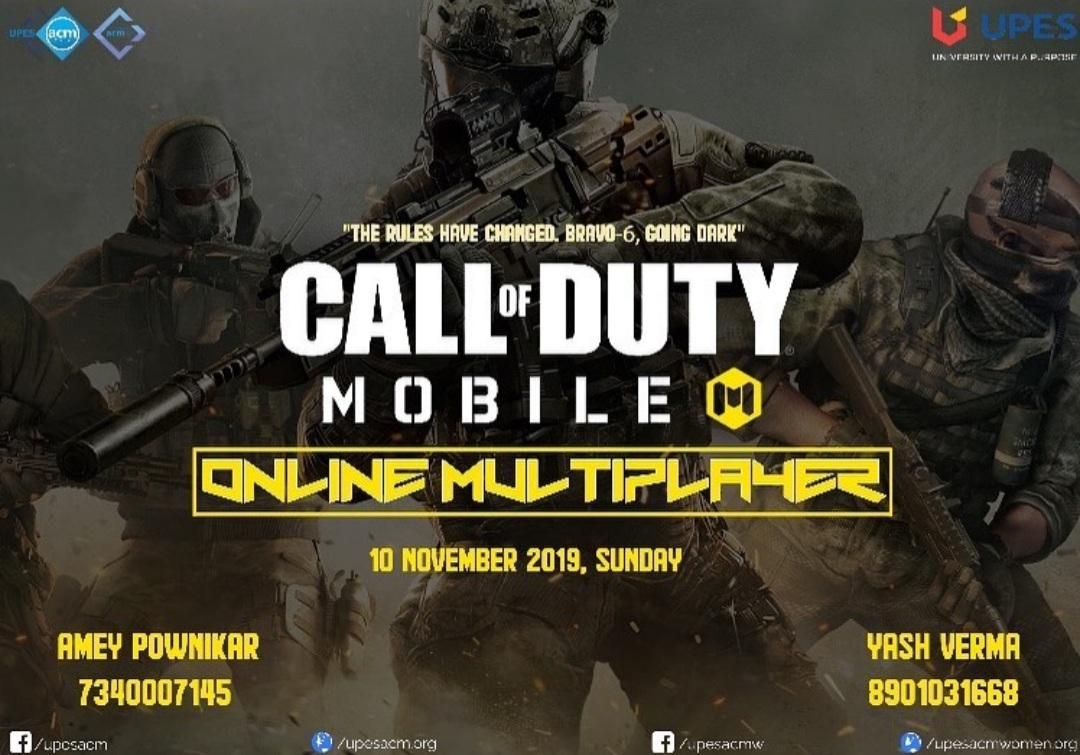 UPES acm acm
UPES
UNIVERSITY WITH A PURPOSE
"THE RULES HAVE CHANGED. BRAVO-6, GOING DARK"
CALL OF DUTY®
MOBILE
ONLINE MULTIPLAYER
10 NOVEMBER 2019, SUNDAY
AMEY POWNIKAR
7340007145
YASH VERMA
8901031668
/upesacm
/upesacm.org
/upesacmw
/upesacmwomen.org